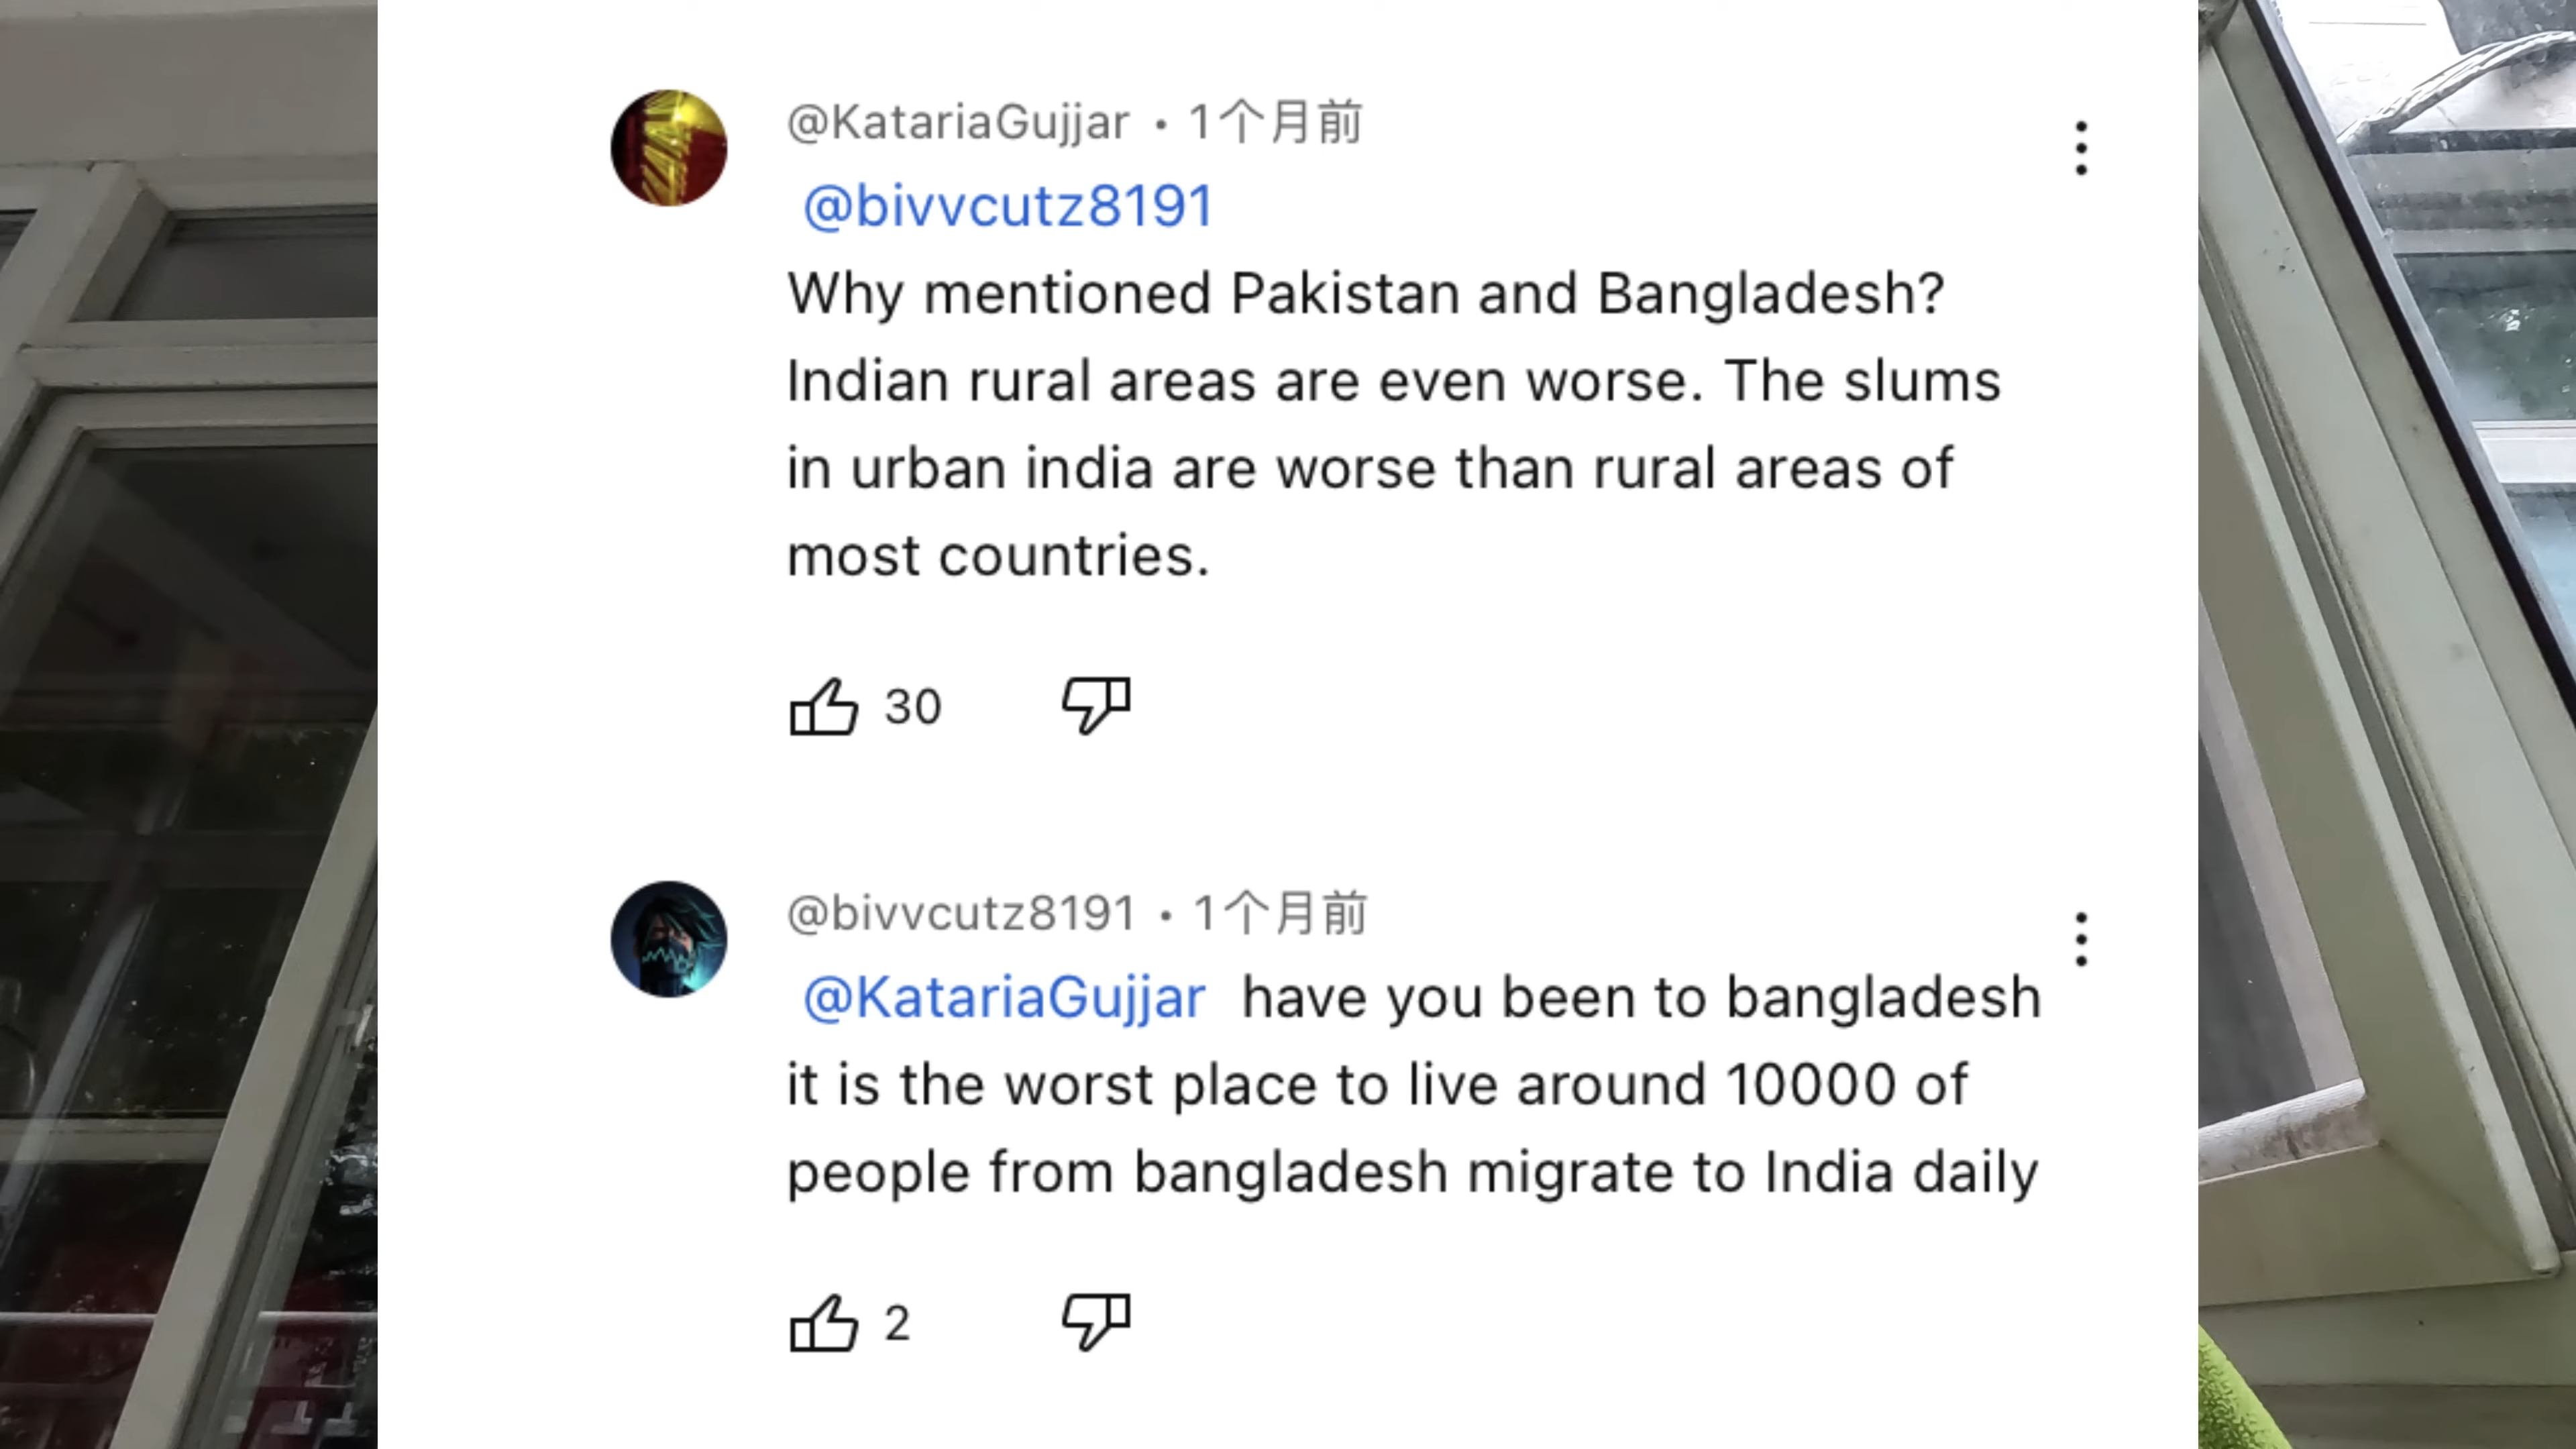 @KatariaGujjar • 1个月前
@bivvcutz8191
Why mentioned Pakistan and Bangladesh?
Indian rural areas are even worse. The slums
in urban india are worse than rural areas of
most countries.
30
@bivvcutz8191 • 1个月前
@KatariaGujjar have you been to bangladesh
it is the worst place to live around 10000 of
people from bangladesh migrate to India daily
2